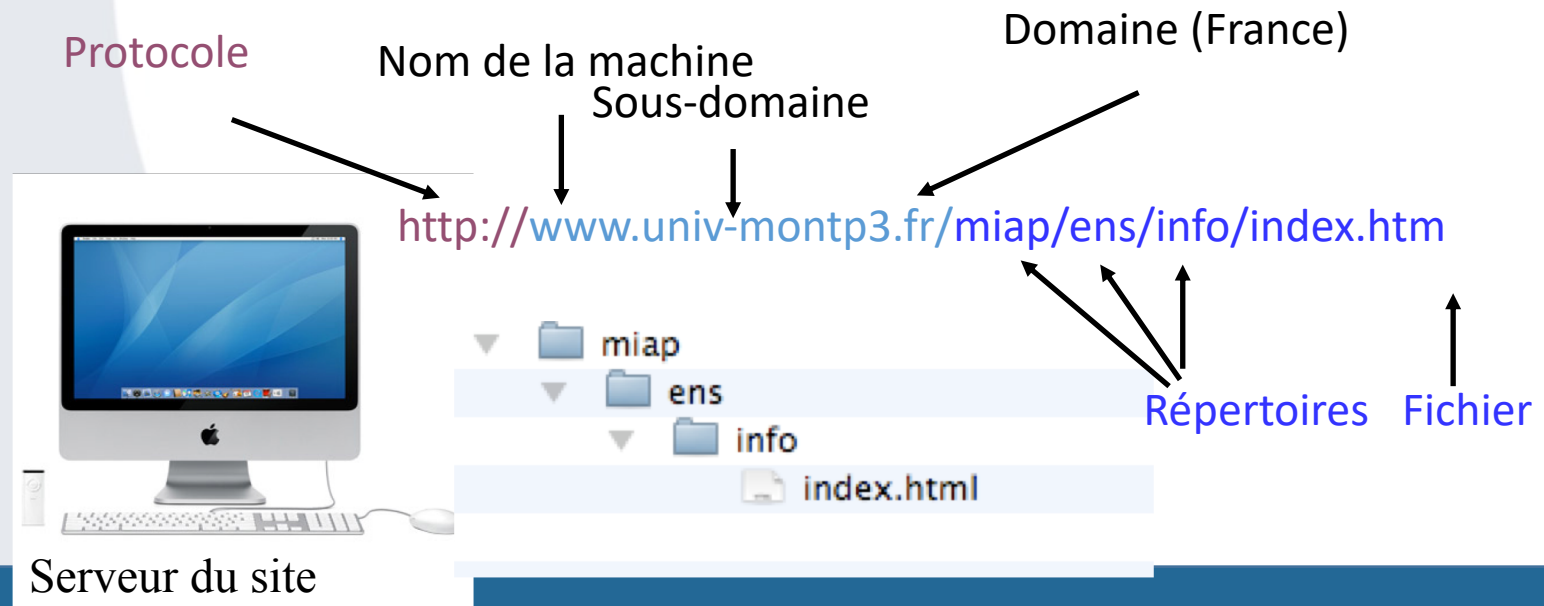 Protocole
Nom de la machine
Sous-domaine
Domaine (France)
http://www.univ-montp3.fr/miap/ens/info/index.htm
miap
ens
info
index.html
Répertoires
Fichier
Serveur du site